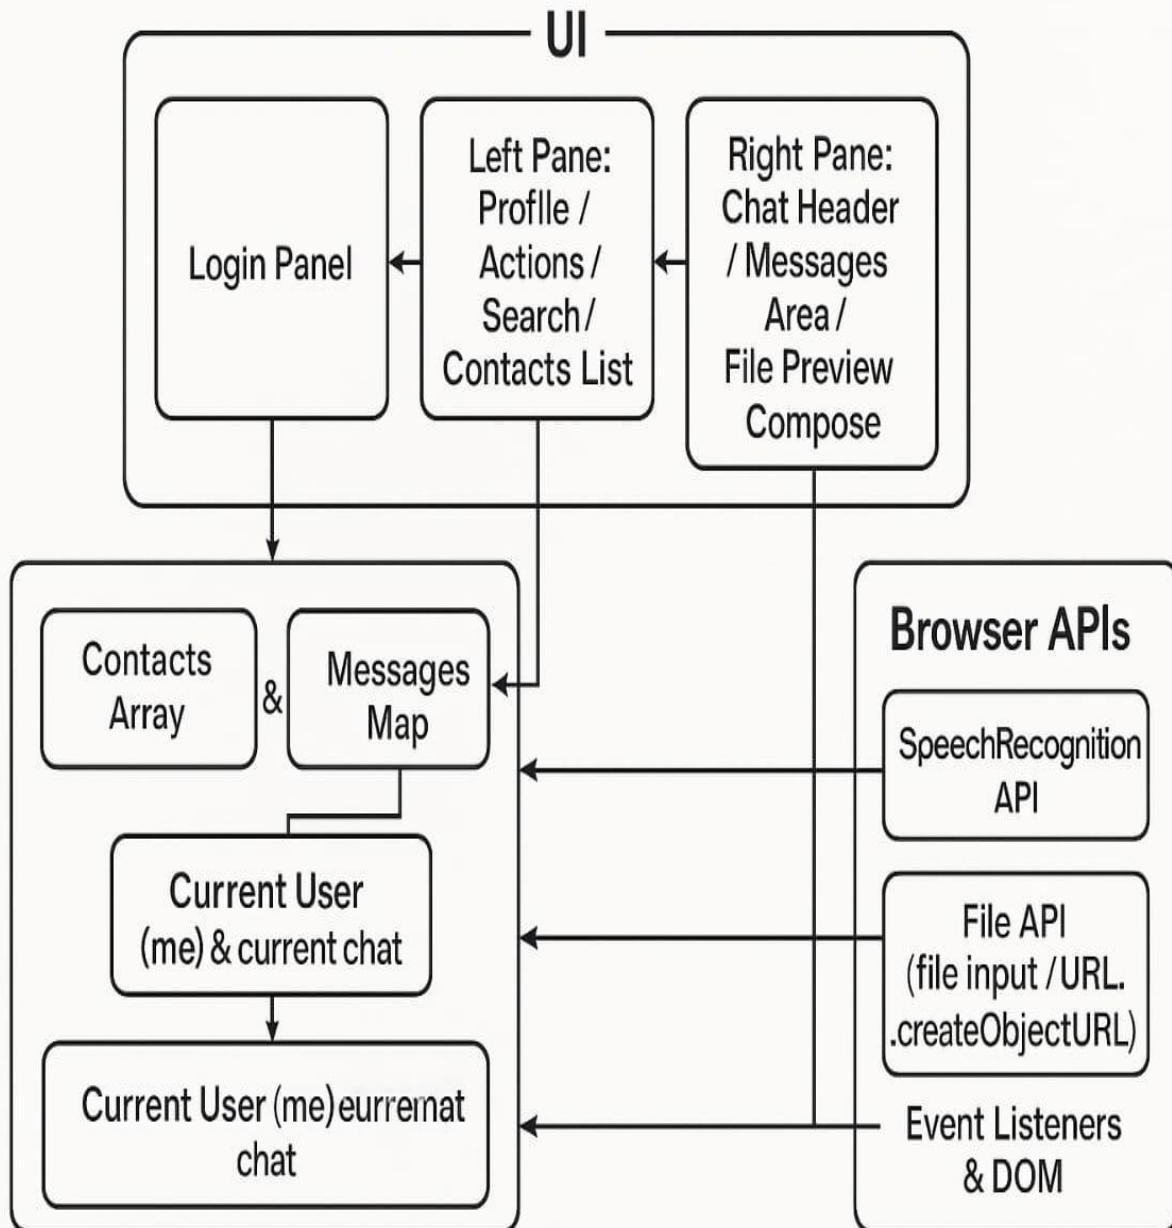 UI
Login Panel
Left Pane:
Proflle /
Actions /
Search /
Contacts List
Right Pane:
Chat Header
/ Messages
Area /
File Preview
Compose
Contacts
Array
&
Messages
Map
Current User
(me) & current chat
Current User (me) eurremat
chat
Browser APIs
SpeechRecognition
API
File API
(file input / URL.
.createObjectURL)
Event Listeners
& DOM